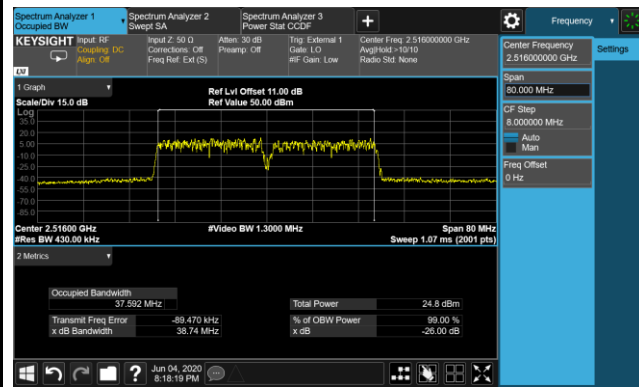 Spectrum Analyzer 1
Occupied BW
Spectrum Analyzer 2
Swept SA
Spectrum Analyzer 3
Power Stat CCDF
Frequency
KEYSIGHT
Input: RF
Coupling: DC
Align: Off
Input Z: 50 Ω
Corrections: Off
Freq Ref: Ext (S)
Atten: 30 dB
Preamp: Off
Trig: External 1
Gate: LO
#IF Gain: Low
Center Freq: 2.516000000 GHz
Avg|Hold:>10/10
Radio Std: None
LXI
Center Frequency
2.516000000 GHz
Settings
Span
80.000 MHz
CF Step
8.000000 MHz
Auto
Man
Freq Offset
0 Hz
1 Graph
Scale/Div 15.0 dB
Ref Lvl Offset 11.00 dB
Ref Value 50.00 dBm
Log
35.0
20.0
5.00
-10.0
-25.0
-40.0
-55.0
-70.0
-85.0
Center 2.51600 GHz
#Res BW 430.00 kHz
#Video BW 1.3000 MHz
Span 80 MHz
Sweep 1.07 ms (2001 pts)
2 Metrics
Occupied Bandwidth
37.592 MHz
Total Power 24.8 dBm
Transmit Freq Error -89.470 kHz
% of OBW Power 99.00 %
x dB Bandwidth 38.74 MHz
x dB -26.00 dB
?
Jun 04, 2020
8:18:19 PM